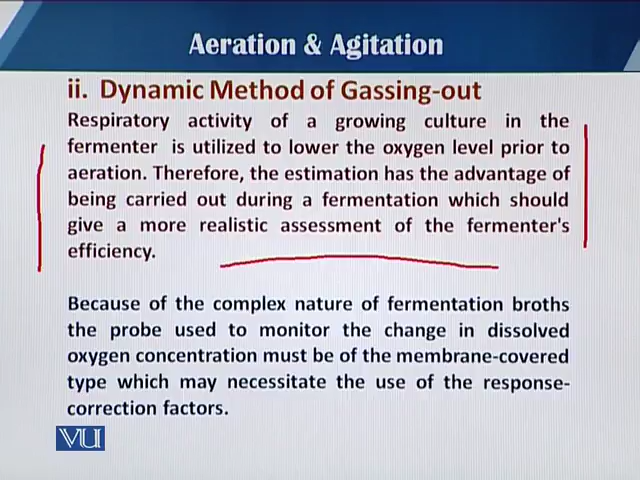 Aeration & Agitation
ii. Dynamic Method of Gassing-out
Respiratory activity of a growing culture in the
fermenter is utilized to lower the oxygen level prior to
aeration. Therefore, the estimation has the advantage of
being carried out during a fermentation which should
give a more realistic assessment of the fermenter's
efficiency.
Because of the complex nature of fermentation broths
the probe used to monitor the change in dissolved
oxygen concentration must be of the membrane-covered
type which may necessitate the use of the response-
correction factors.
VU